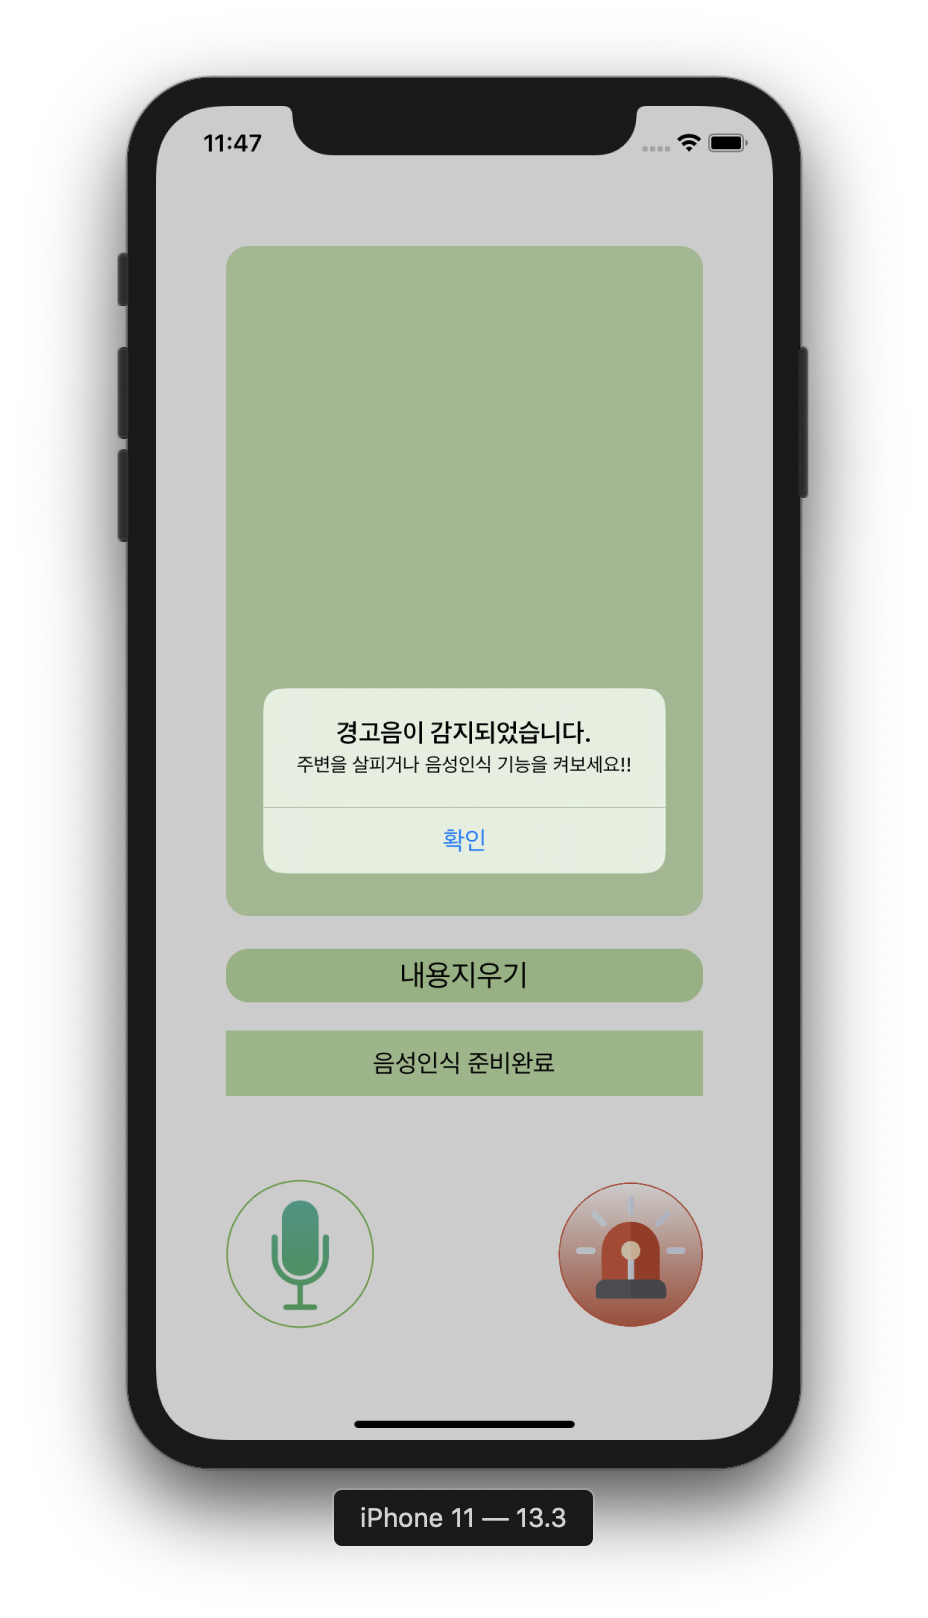 11:47
경고음이 감지되었습니다.
주변을 살피거나 음성인식 기능을 켜보세요!!
확인
내용지우기
음성인식 준비완료
iPhone 11 — 13.3